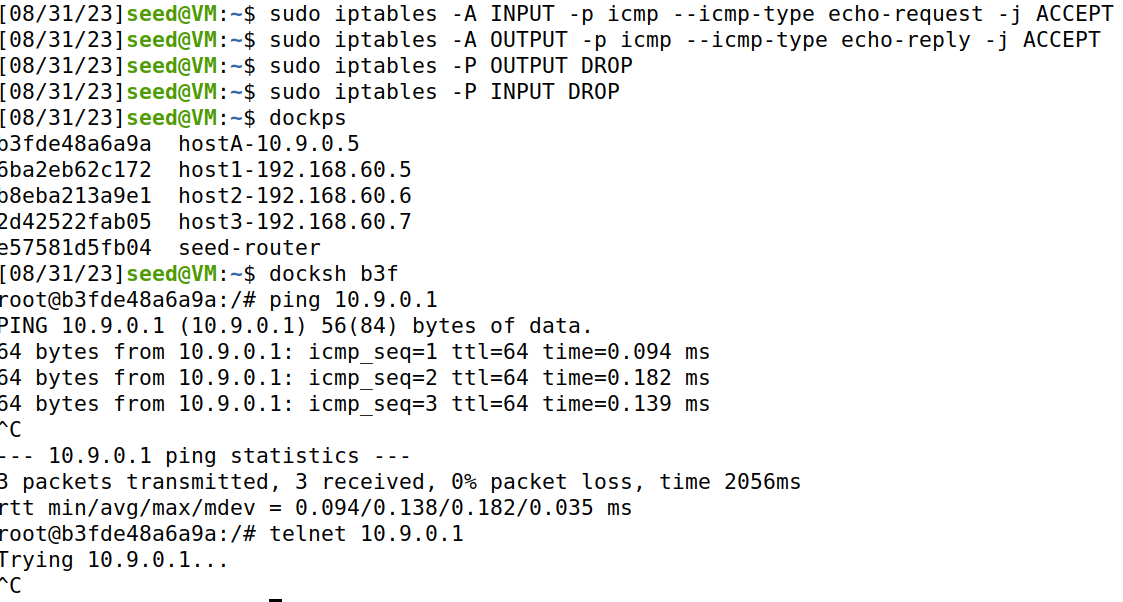 [08/31/23]seed@VM:~$ sudo iptables -A INPUT -p icmp --icmp-type echo-request -j ACCEPT
[08/31/23]seed@VM:~$ sudo iptables -A OUTPUT -p icmp --icmp-type echo-reply -j ACCEPT
[08/31/23]seed@VM:~$ sudo iptables -P OUTPUT DROP
[08/31/23]seed@VM:~$ sudo iptables -P INPUT DROP
[08/31/23]seed@VM:~$ dockps
b3fde48a6a9a  hostA-10.9.0.5
6ba2eb62c172  host1-192.168.60.5
b8eba213a9e1  host2-192.168.60.6
2d42522fab05  host3-192.168.60.7
e57581d5fb04  seed-router
[08/31/23]seed@VM:~$ docksh b3f
root@b3fde48a6a9a:/# ping 10.9.0.1
PING 10.9.0.1 (10.9.0.1) 56(84) bytes of data.
64 bytes from 10.9.0.1: icmp_seq=1 ttl=64 time=0.094 ms
64 bytes from 10.9.0.1: icmp_seq=2 ttl=64 time=0.182 ms
64 bytes from 10.9.0.1: icmp_seq=3 ttl=64 time=0.139 ms
^C
--- 10.9.0.1 ping statistics ---
3 packets transmitted, 3 received, 0% packet loss, time 2056ms
rtt min/avg/max/mdev = 0.094/0.138/0.182/0.035 ms
root@b3fde48a6a9a:/# telnet 10.9.0.1
Trying 10.9.0.1...
^C